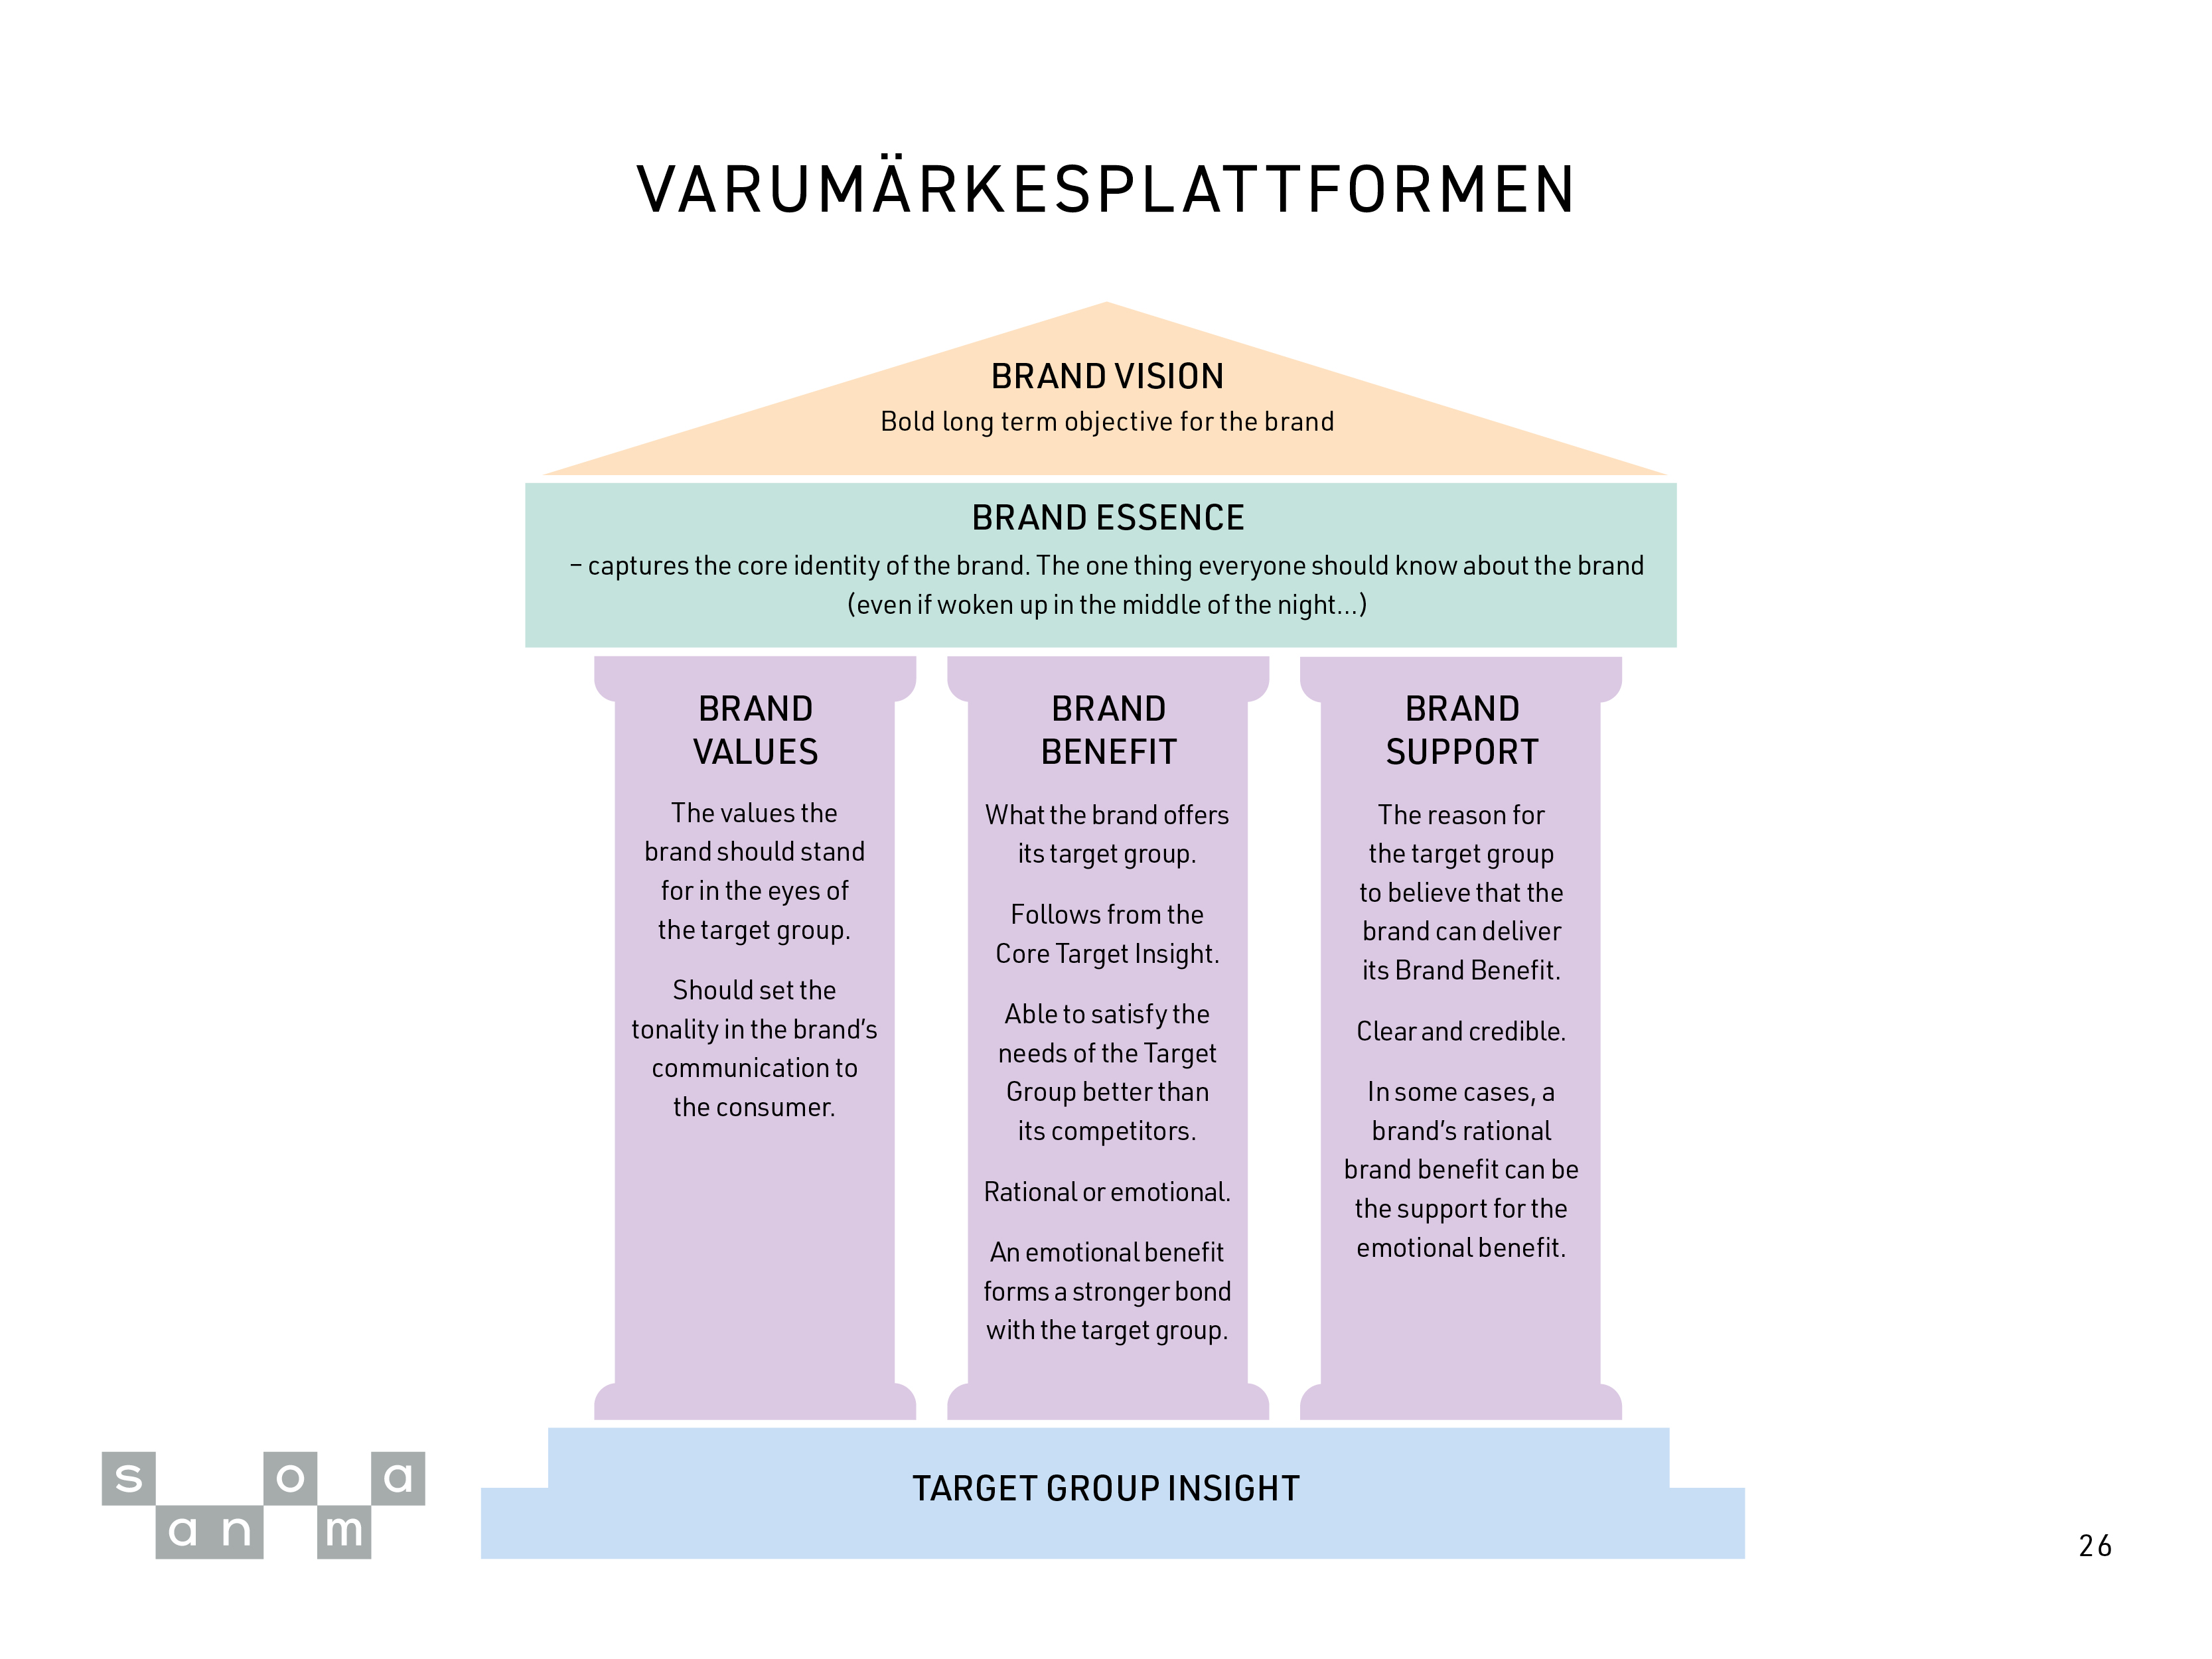 VARUMÄRKESPLATTFORMEN
BRAND VISION
Bold long term objective for the brand
BRAND ESSENCE
– captures the core identity of the brand. The one thing everyone should know about the brand
(even if woken up in the middle of the night...)
BRAND
VALUES
The values the
brand should stand
for in the eyes of
the target group.
Should set the
tonality in the brand’s
communication to
the consumer.
BRAND
BENEFIT
What the brand offers
its target group.
Follows from the
Core Target Insight.
Able to satisfy the
needs of the Target
Group better than
its competitors.
Rational or emotional.
An emotional benefit
forms a stronger bond
with the target group.
BRAND
SUPPORT
The reason for
the target group
to believe that the
brand can deliver
its Brand Benefit.
Clear and credible.
In some cases, a
brand’s rational
brand benefit can be
the support for the
emotional benefit.
TARGET GROUP INSIGHT
sanoma
26